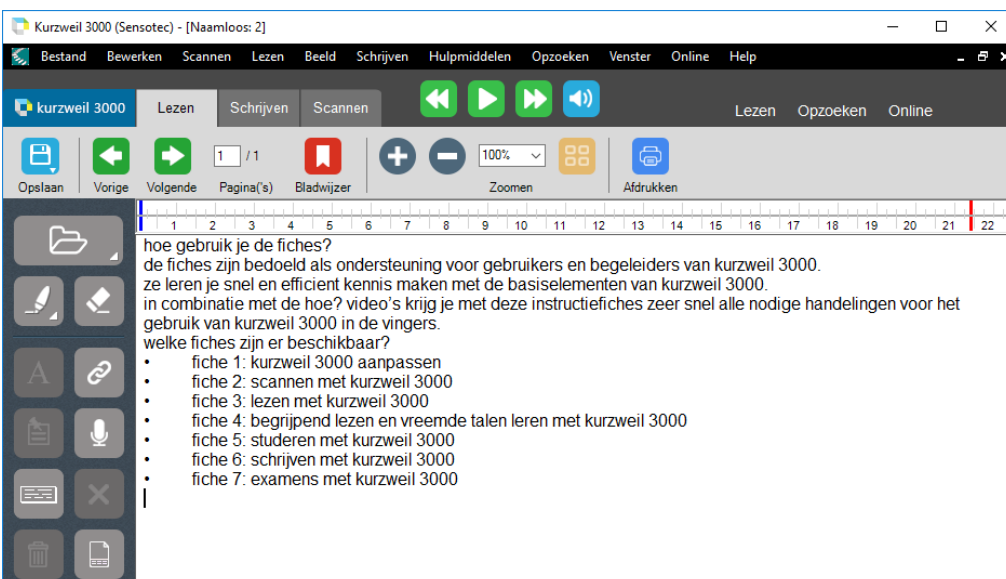 Kurzweil 3000 (Sensotec) - [Naamloos: 2]
Bestand Bewerken Scannen Lezen Beeld Schrijven Hulpmiddelen Opzoeken Venster Online Help
kurzweil 3000 Lezen Schrijven Scannen Lezen Opzoeken Online
1 / 1 100%
Opslaan Vorige Volgende Pagina('s) Bladwijzer Zoomen Afdrukken
1 2 3 4 5 6 7 8 9 10 11 12 13 14 15 16 17 18 19 20 21 22
hoe gebruik je de fiches?
de fiches zijn bedoeld als ondersteuning voor gebruikers en begeleiders van kurzweil 3000.
ze leren je snel en efficient kennis maken met de basiselementen van kurzweil 3000.
in combinatie met de hoe? video's krijg je met deze instructiefiches zeer snel alle nodige handelingen voor het
gebruik van kurzweil 3000 in de vingers.
welke fiches zijn er beschikbaar?
• fiche 1: kurzweil 3000 aanpassen
• fiche 2: scannen met kurzweil 3000
• fiche 3: lezen met kurzweil 3000
• fiche 4: begrijpend lezen en vreemde talen leren met kurzweil 3000
• fiche 5: studeren met kurzweil 3000
• fiche 6: schrijven met kurzweil 3000
• fiche 7: examens met kurzweil 3000
A